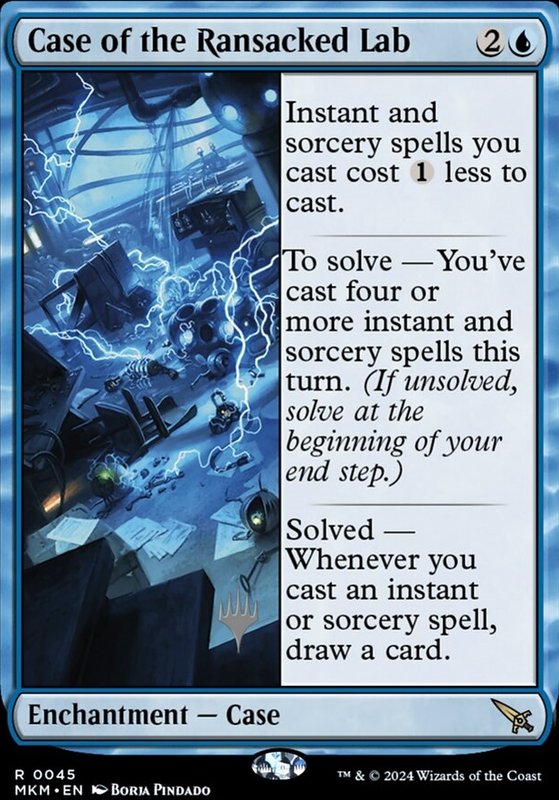 Case of the Ransacked Lab 2
Instant and
sorcery spells you
cast cost 1 less to
cast.
To solve — You've
cast four or
more instant and
sorcery spells this
turn. (If unsolved,
solve at the
beginning of your
end step.)
Solved —
Whenever you
cast an instant
or sorcery spell,
draw a card.
Enchantment — Case
R 0045
MKM • EN Borja Pindado
™ & © 2024 Wizards of the Coast